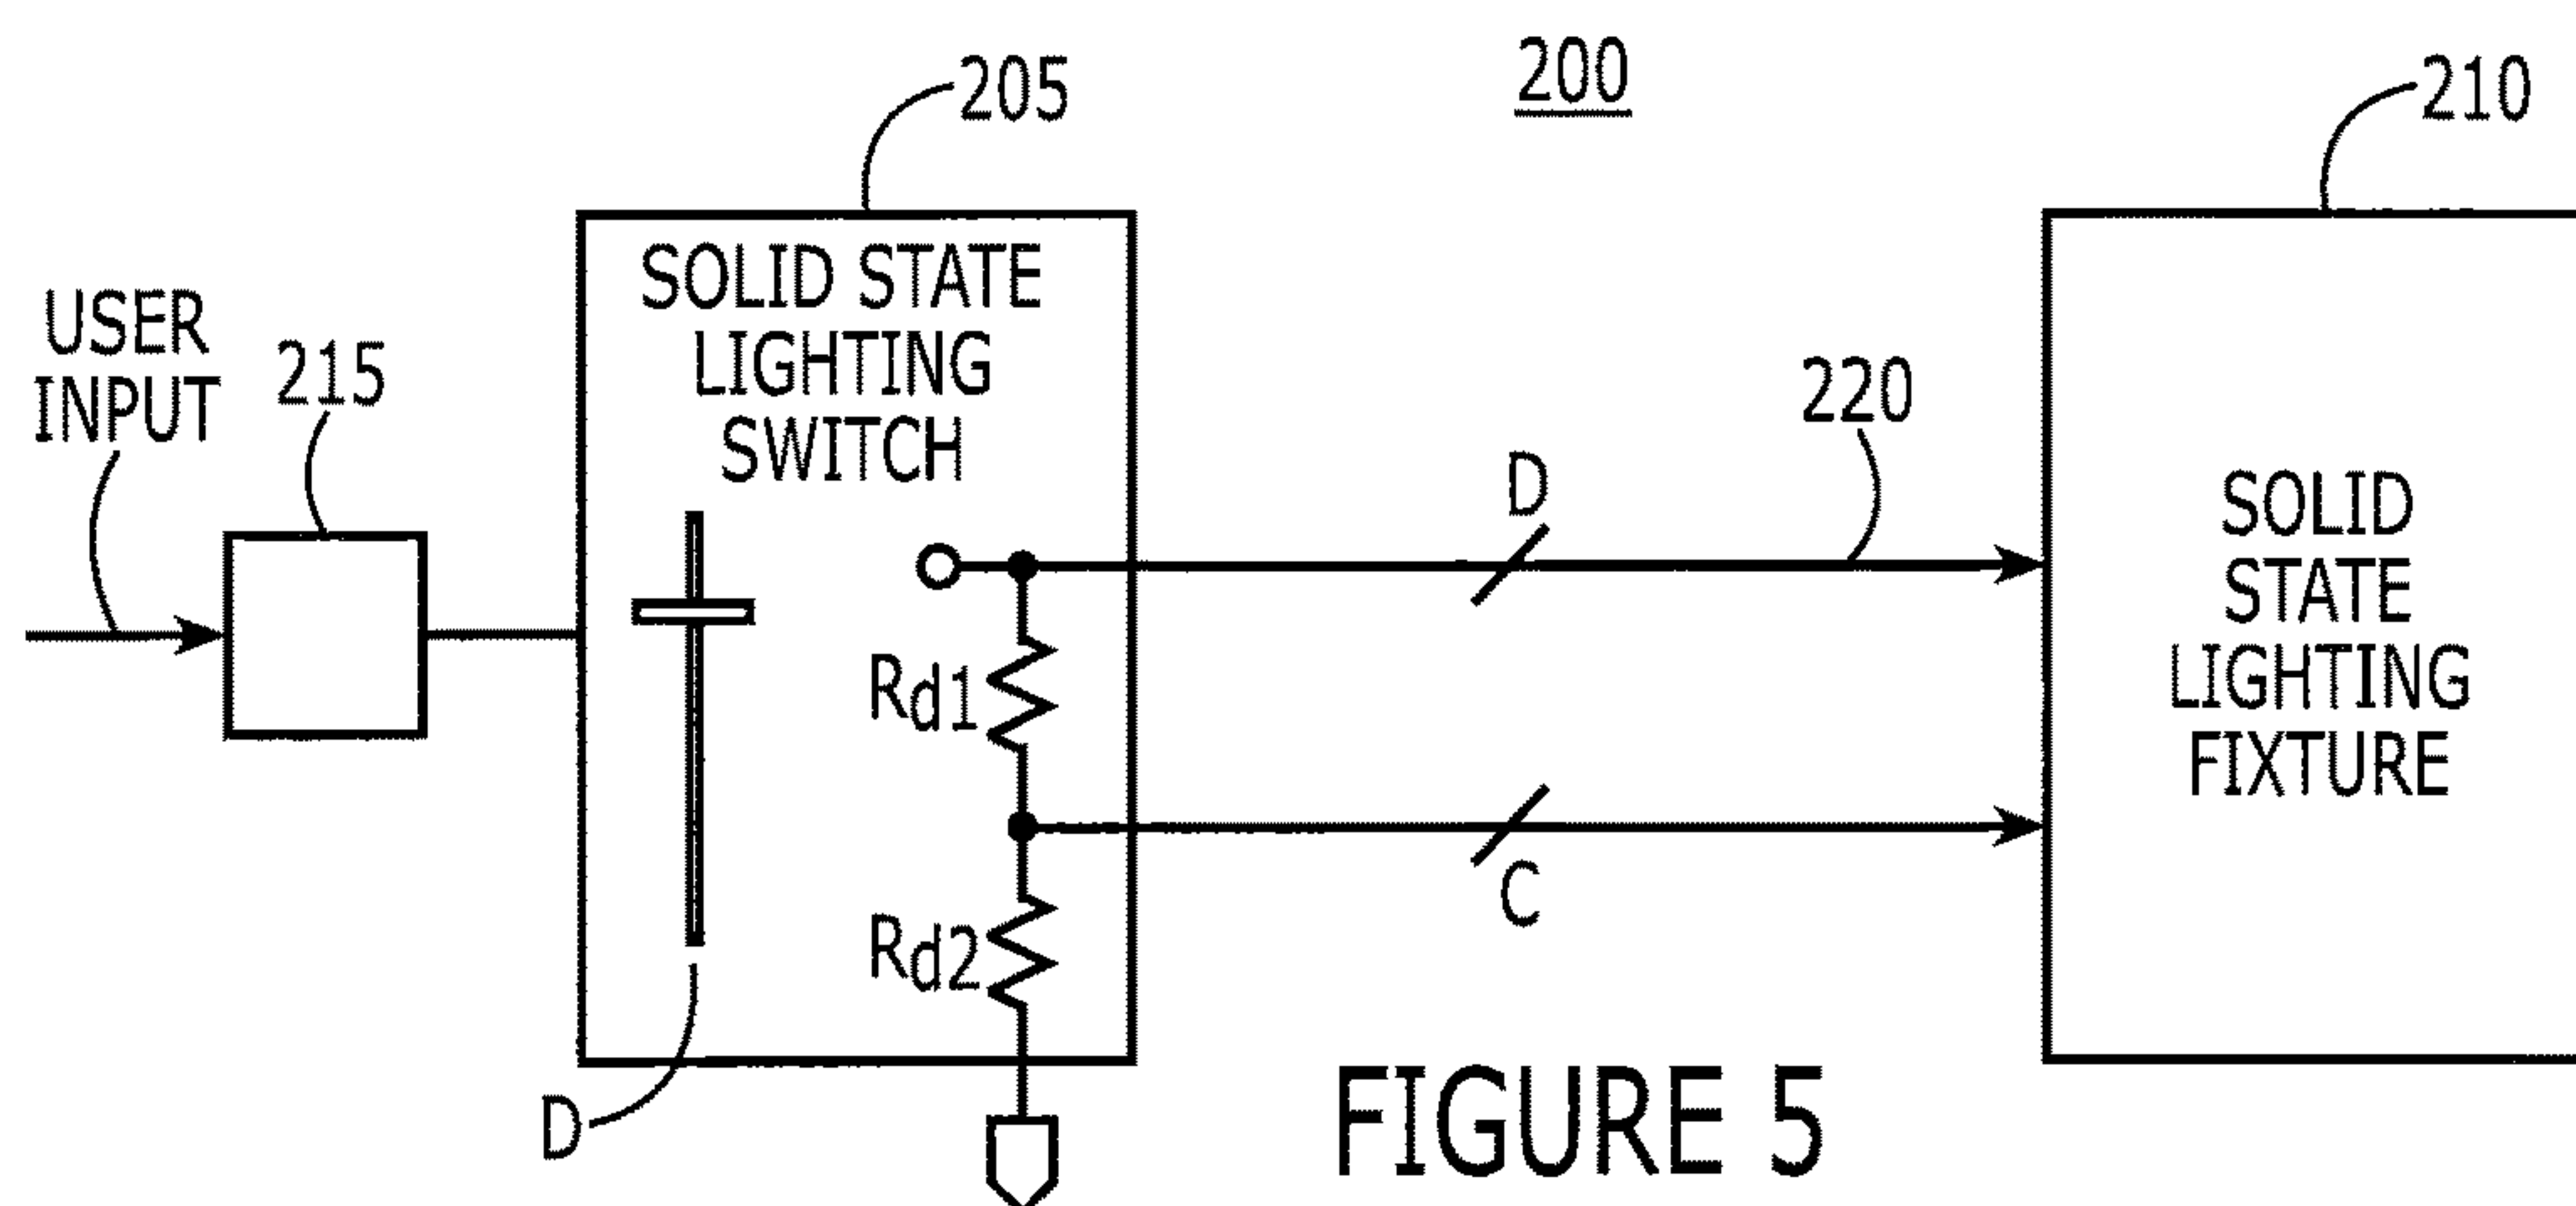 200
205
210
USER
INPUT
215
SOLID STATE
LIGHTING
SWITCH
D
220
Rd1
C
Rd2
D
SOLID
STATE
LIGHTING
FIXTURE
FIGURE 5